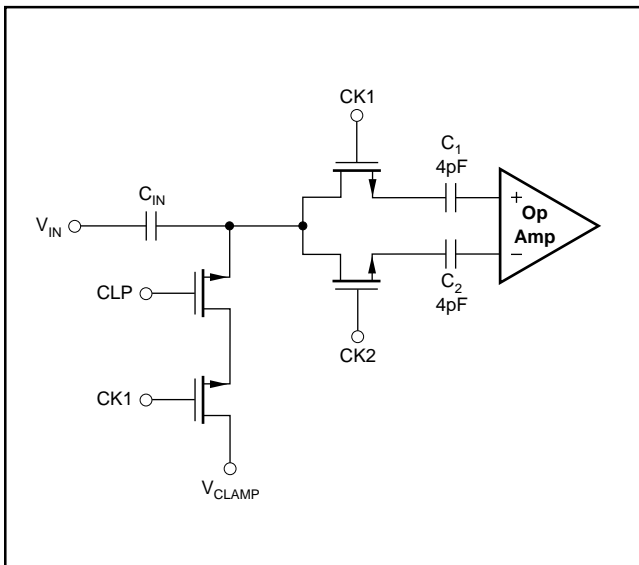 CK1
C1
4pF
CIN
VIN
Op
Amp
+
−
CLP
C2
4pF
CK2
CK1
VCLAMP